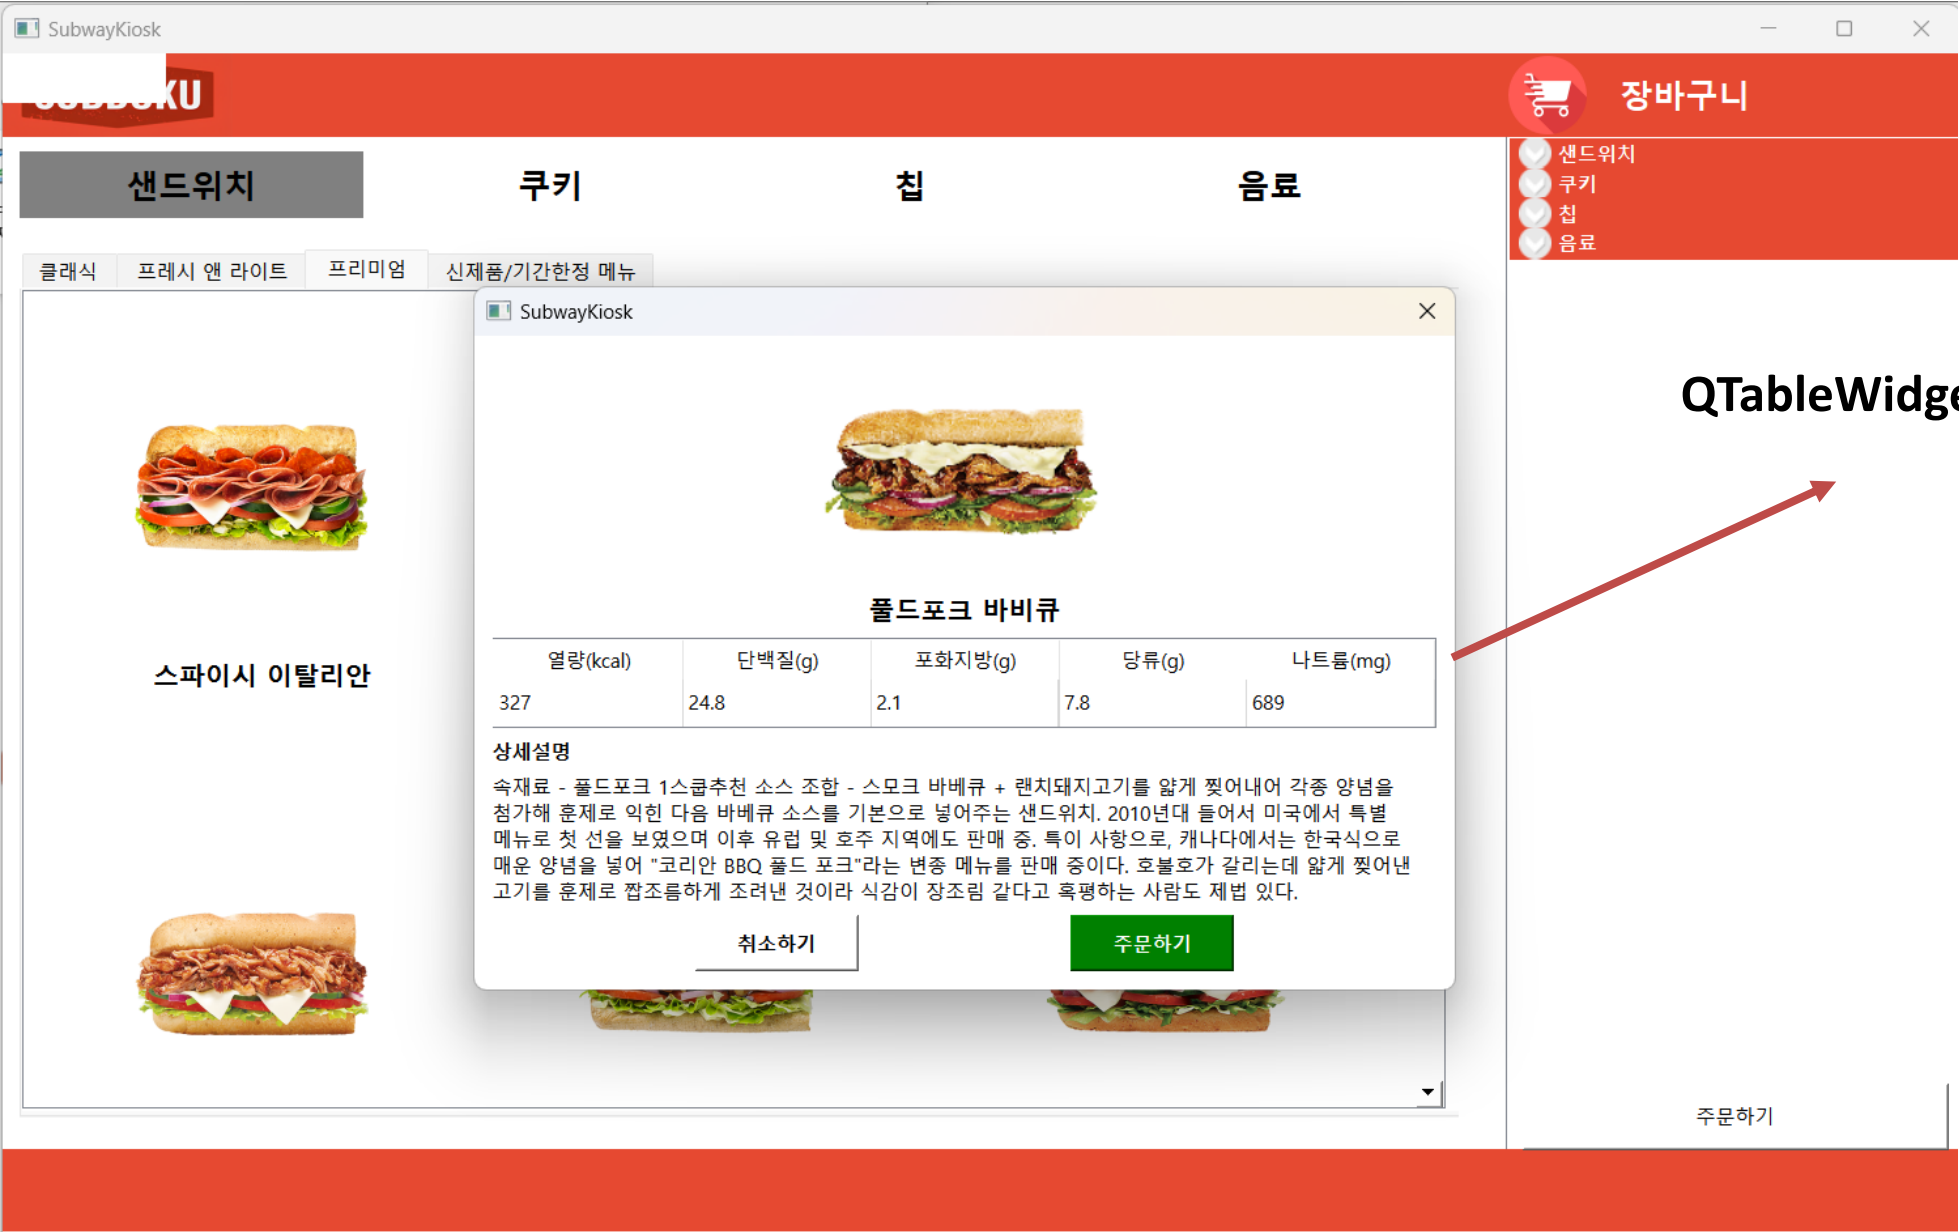 SubwayKiosk
장바구니
샌드위치
쿠키
칩
음료
샌드위치
쿠키
칩
음료
클래식
프레시 앤 라이트
프리미엄
신제품/기간한정 메뉴
SubwayKiosk
스파이시 이탈리안
풀드포크 바비큐
열량(kcal) 단백질(g) 포화지방(g) 당류(g) 나트륨(mg)
327 24.8 2.1 7.8 689
상세설명
속재료 - 풀드포크 1스쿱추천 소스 조합 - 스모크 바베큐 + 랜치돼지고기를 얇게 찢어내어 각종 양념을
첨가해 훈제로 익힌 다음 바베큐 소스를 기본으로 넣어주는 샌드위치. 2010년대 들어서 미국에서 특별
메뉴로 첫 선을 보였으며 이후 유럽 및 호주 지역에도 판매 중. 특이 사항으로, 캐나다에서는 한국식으로
매운 양념을 넣어 "코리안 BBQ 풀드 포크"라는 변종 메뉴를 판매 중이다. 호불호가 갈리는데 얇게 찢어낸
고기를 훈제로 짭조름하게 조려낸 것이라 식감이 장조림 같다고 혹평하는 사람도 제법 있다.
취소하기
주문하기
QTableWidge
주문하기